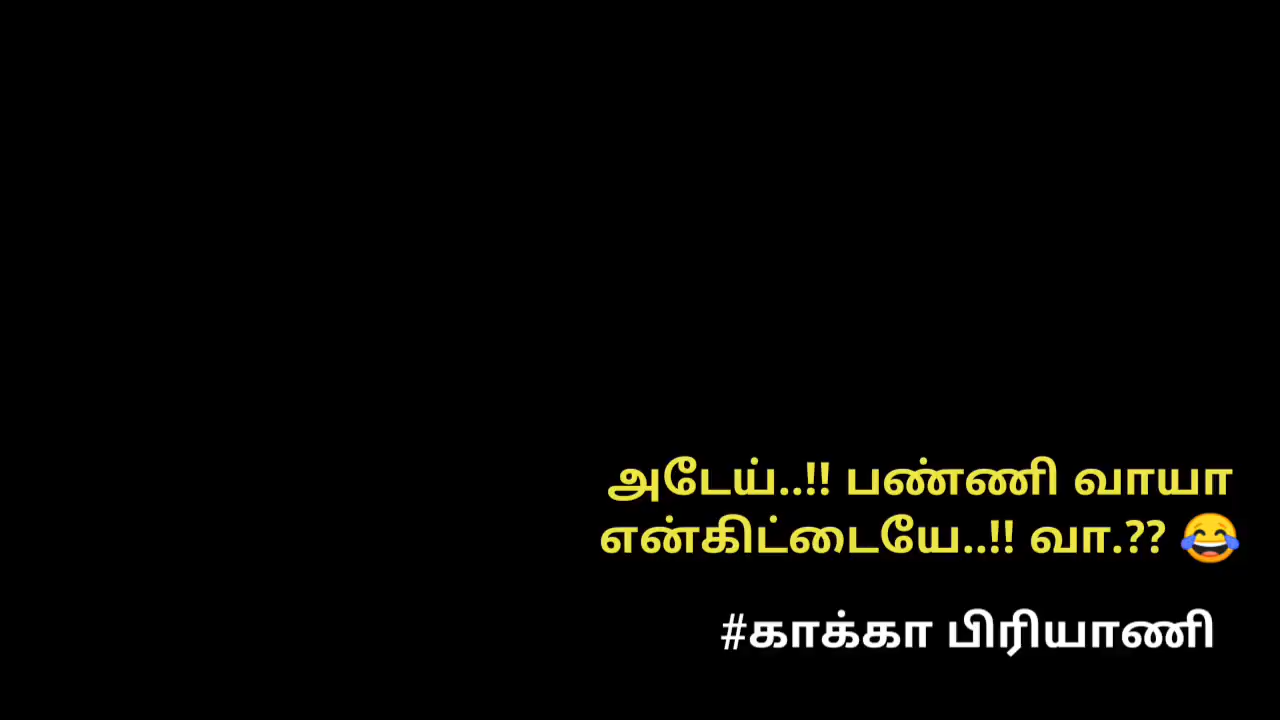 அடேய்..!! பண்ணி வாயா
என்கிட்டையே..!! வா.?? 😂
#காக்கா பிரியாணி